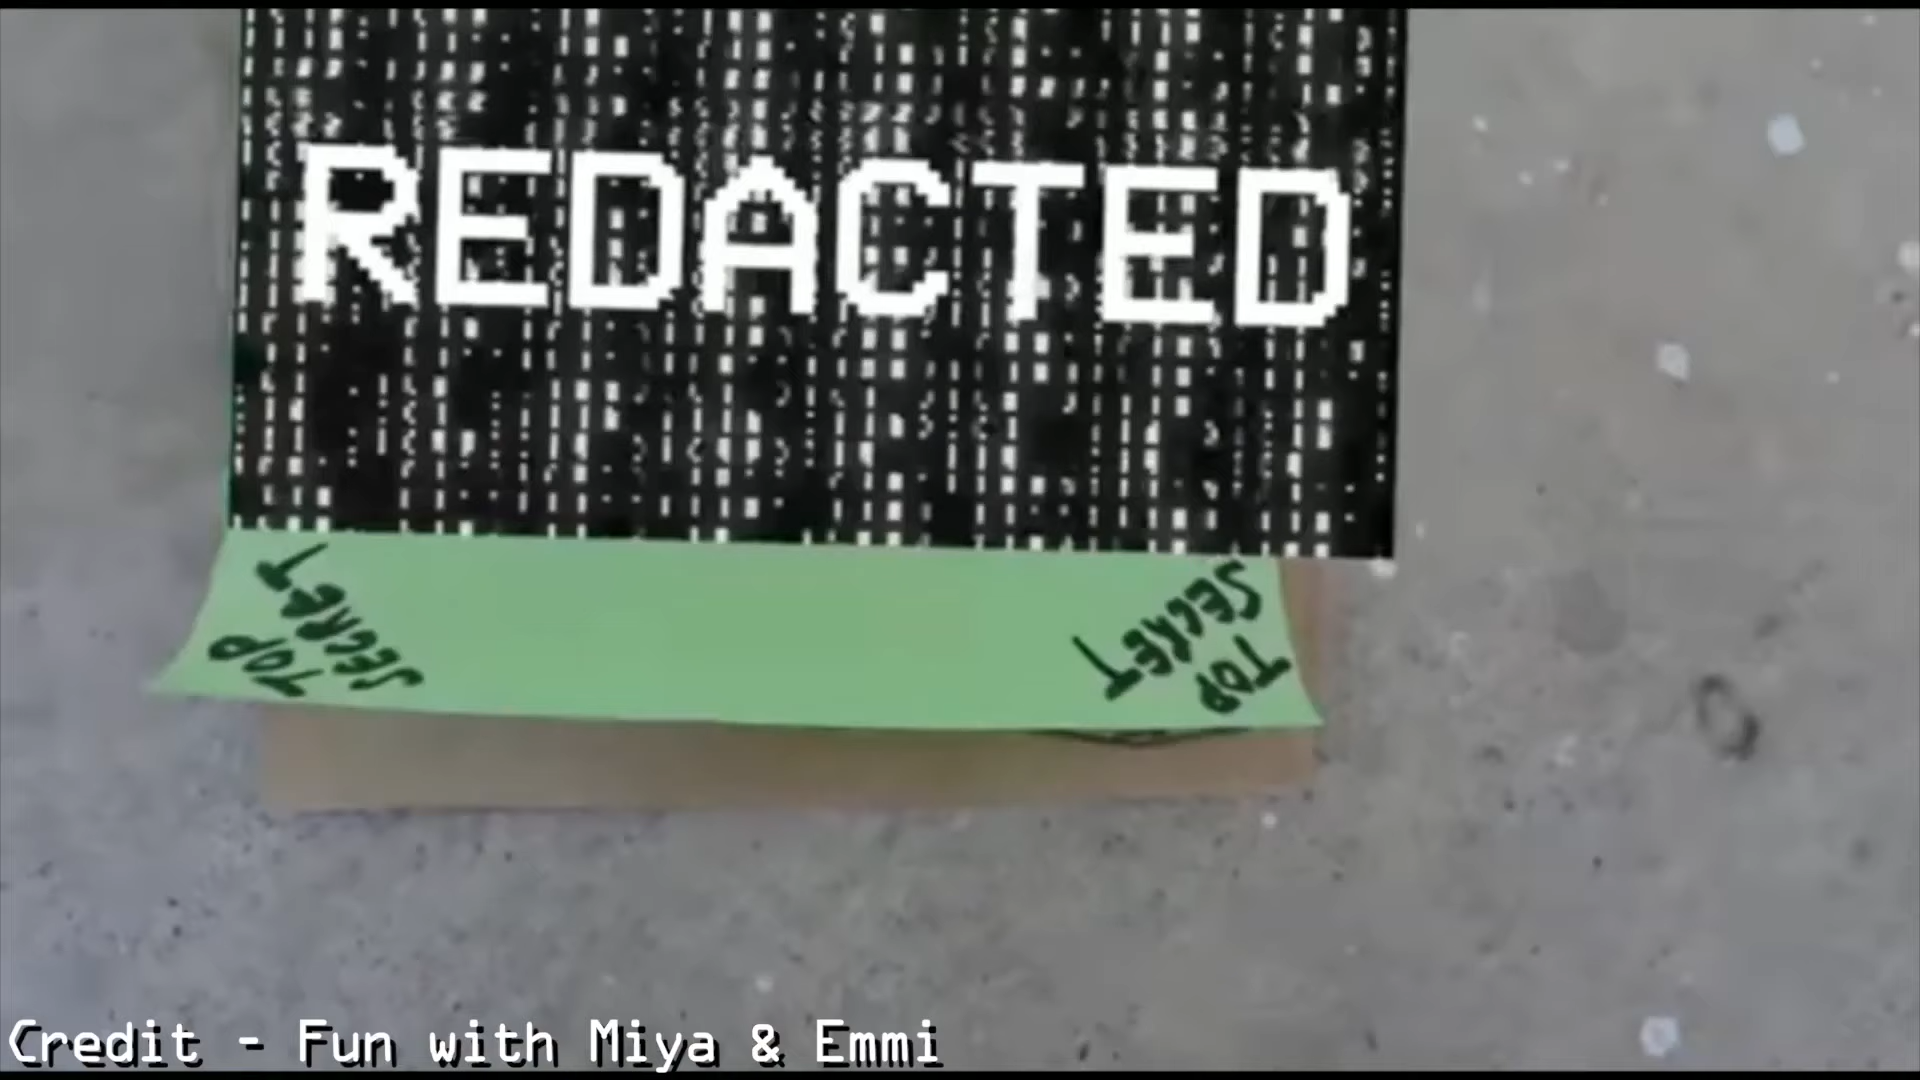 REDACTED
TOP
SECRET
TOP
SECRET
Credit - Fun with Miya & Emmi